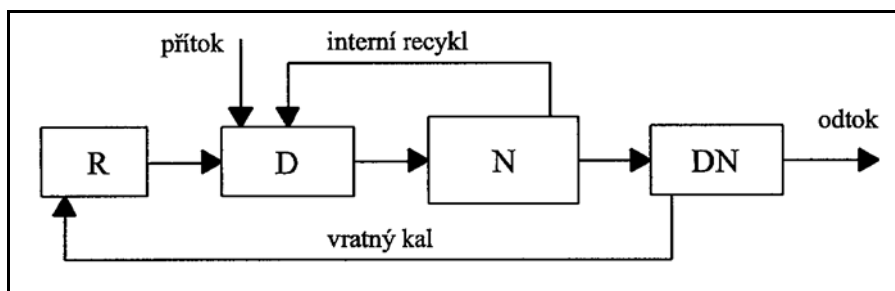 přítok
interní recykl
odtok
R
D
N
DN
vratný kal